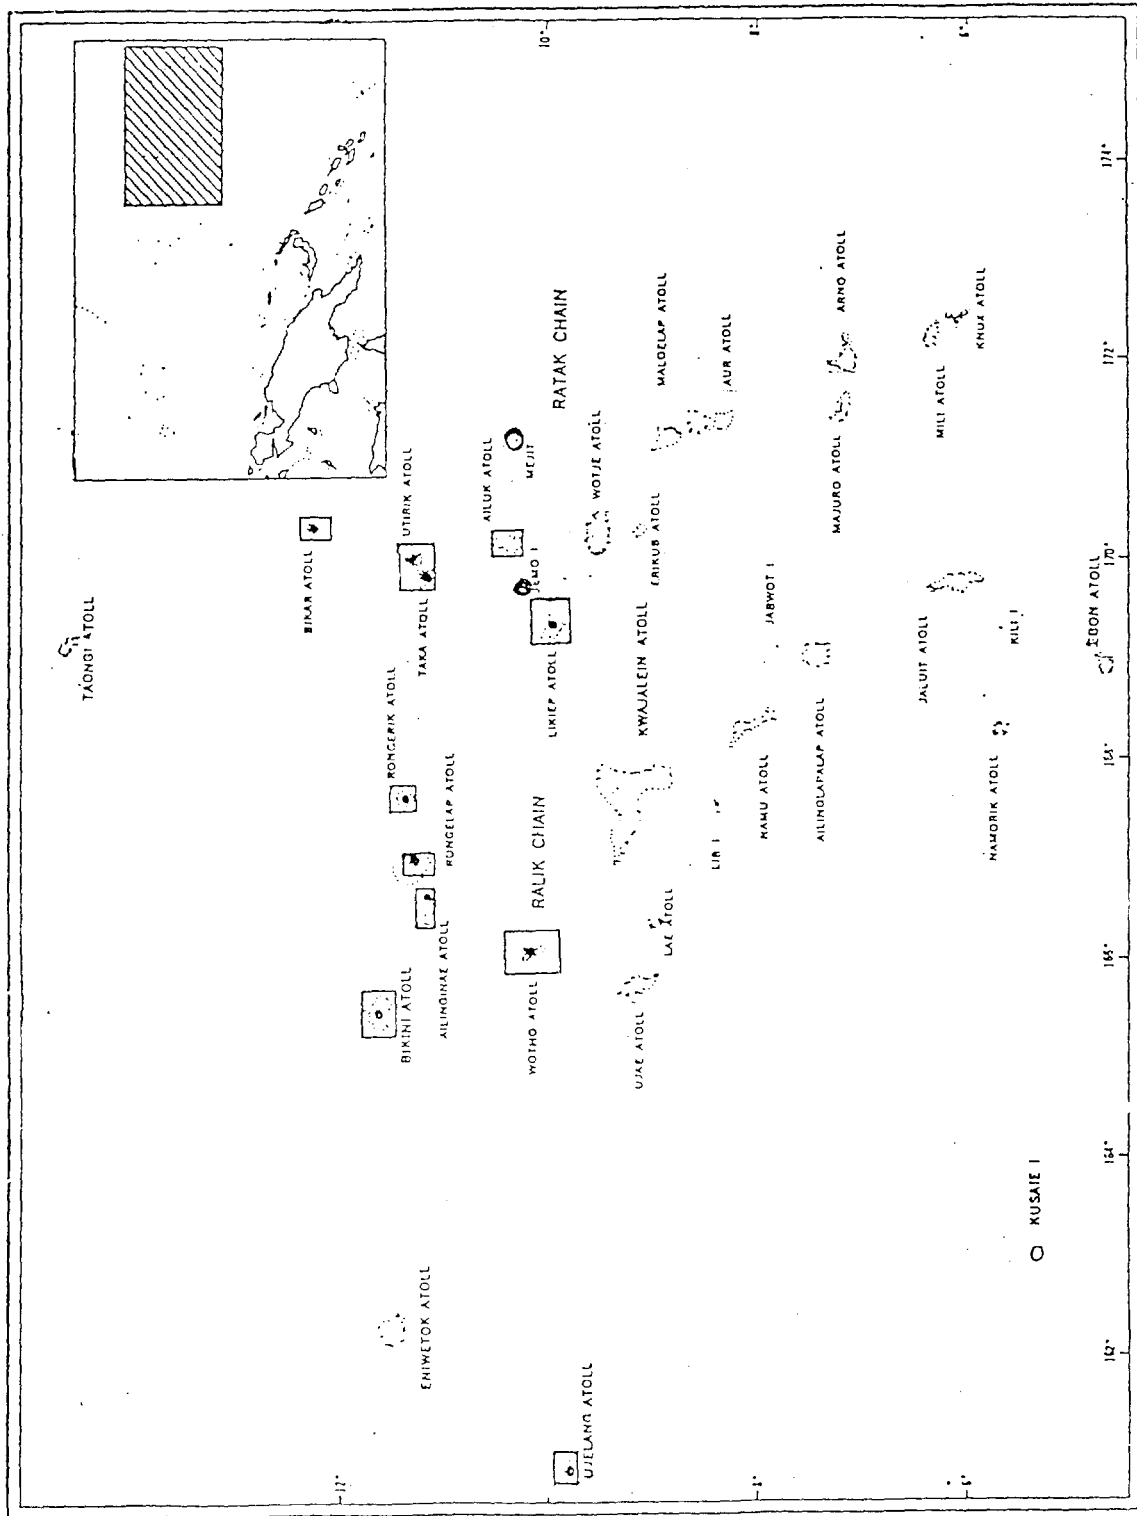 TAONGI ATOLL
BIKAR ATOLL
UTIRIK ATOLL
TAKA ATOLL
RONGERIK ATOLL
RONGELAP ATOLL
AILINGINAE ATOLL
BIKINI ATOLL
ENIWETOK ATOLL
UJELANG ATOLL
AILUK ATOLL
MEJIT
JEMO I
LIKIEP ATOLL
RATAK CHAIN
WOTJE ATOLL
ERIKUB ATOLL
MALOELAP ATOLL
AUR ATOLL
RALIK CHAIN
WOTHO ATOLL
KWAJALEIN ATOLL
UJAE ATOLL
LAE ATOLL
LIB I
NAMU ATOLL
JABWOT I
AILINGLAPALAP ATOLL
MAJURO ATOLL
ARNO ATOLL
MILI ATOLL
KNOX ATOLL
JALUIT ATOLL
KILI I
NAMORIK ATOLL
EBON ATOLL
KUSAIE I
12°
10°
8°
6°
162°
164°
166°
168°
170°
172°
174°